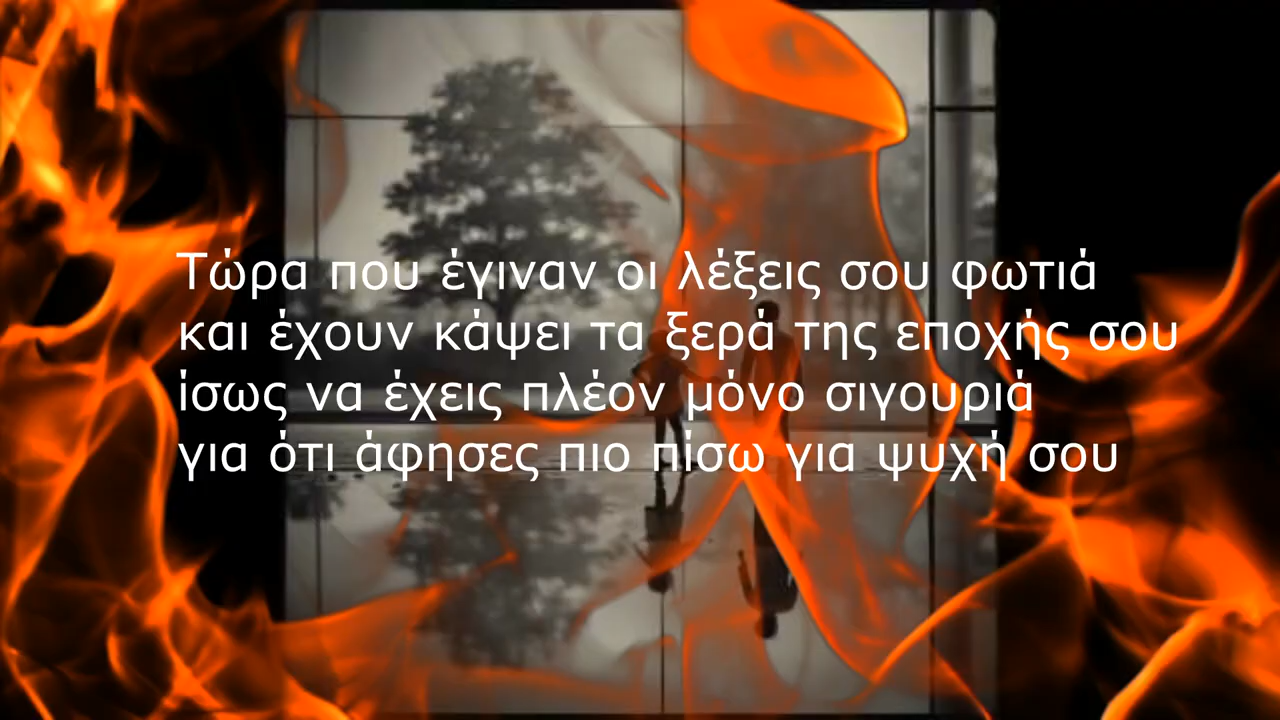 Τώρα που έγιναν οι λέξεις σου φωτιά
και έχουν κάψει τα ξερά της εποχής σου
ίσως να έχεις πλέον μόνο σιγουριά
για ότι άφησες πιο πίσω για ψυχή σου